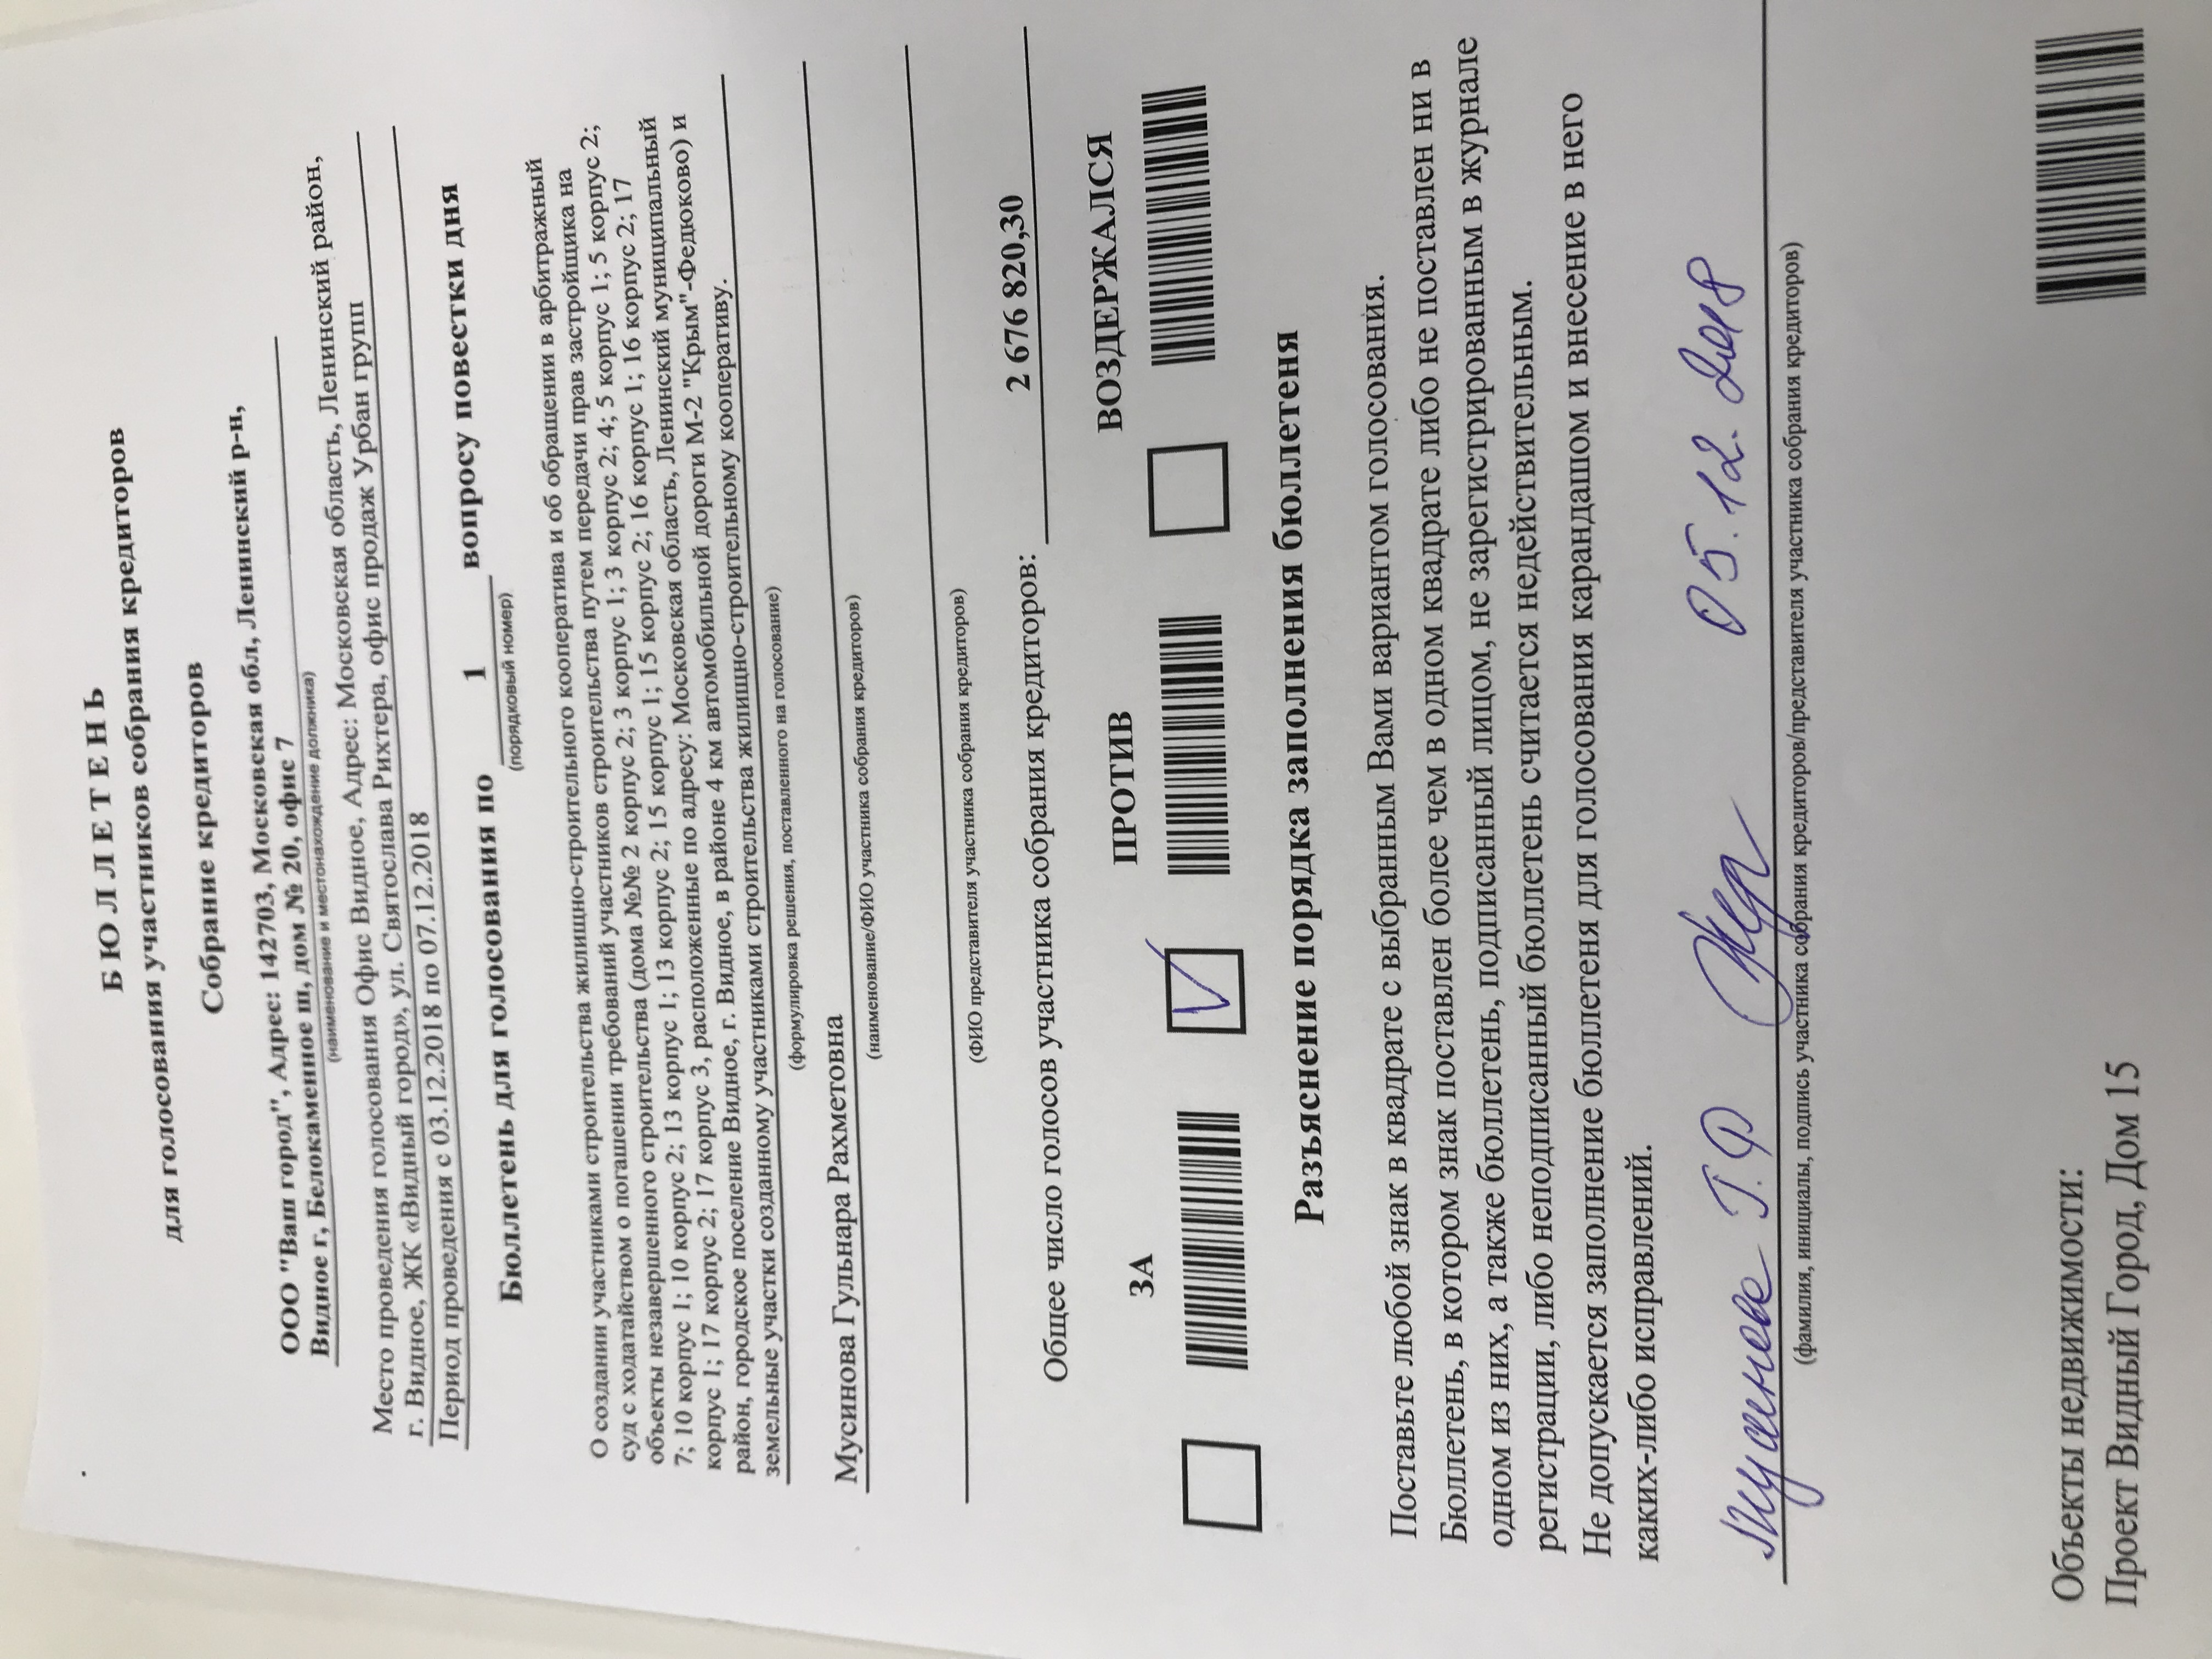 БЮЛЛЕТЕНЬ
для голосования участников собрания кредиторов
Собрание кредиторов
ООО "Ваш город", Адрес: 142703, Московская обл, Ленинский р-н,
Видное г, Белокаменное ш, дом № 20, офис 7
(наименование и местонахождение должника)
Место проведения голосования Офис Видное, Адрес: Московская область, Ленинский район,
г. Видное, ЖК «Видный город», ул. Святослава Рихтера, офис продаж Урбан групп
Период проведения с 03.12.2018 по 07.12.2018
Бюллетень для голосования по 1 вопросу повестки дня
(порядковый номер)
О создании участниками строительства жилищно-строительного кооператива и об обращении в арбитражный
суд с ходатайством о погашении требований участников строительства путем передачи прав застройщика на
объекты незавершенного строительства (дома №№ 2 корпус 2; 3 корпус 1; 3 корпус 2; 4; 5 корпус 1; 5 корпус 2;
7; 10 корпус 1; 10 корпус 2; 13 корпус 1; 13 корпус 2; 15 корпус 1; 15 корпус 2; 16 корпус 1; 16 корпус 2; 17
корпус 1; 17 корпус 2; 17 корпус 3, расположенные по адресу: Московская область, Ленинский муниципальный
район, городское поселение Видное, г. Видное, в районе 4 км автомобильной дороги М-2 "Крым"-Федюково) и
земельные участки созданному участниками строительства жилищно-строительному кооперативу.
(формулировка решения, поставленного на голосование)
Мусинова Гульнара Рахметовна
(наименование/ФИО участника собрания кредиторов)
(ФИО представителя участника собрания кредиторов)
Общее число голосов участника собрания кредиторов: 2 676 820,30
ЗА ПРОТИВ ВОЗДЕРЖАЛСЯ
Разъяснение порядка заполнения бюллетеня
Поставьте любой знак в квадрате с выбранным Вами вариантом голосования.
Бюллетень, в котором знак поставлен более чем в одном квадрате либо не поставлен ни в
одном из них, а также бюллетень, подписанный лицом, не зарегистрированным в журнале
регистрации, либо неподписанный бюллетень считается недействительным.
Не допускается заполнение бюллетеня для голосования карандашом и внесение в него
каких-либо исправлений.
Мусинова Г.Р 05.12.2018
(фамилия, инициалы, подпись участника собрания кредиторов/представителя участника собрания кредиторов)
Объекты недвижимости:
Проект Видный Город, Дом 15